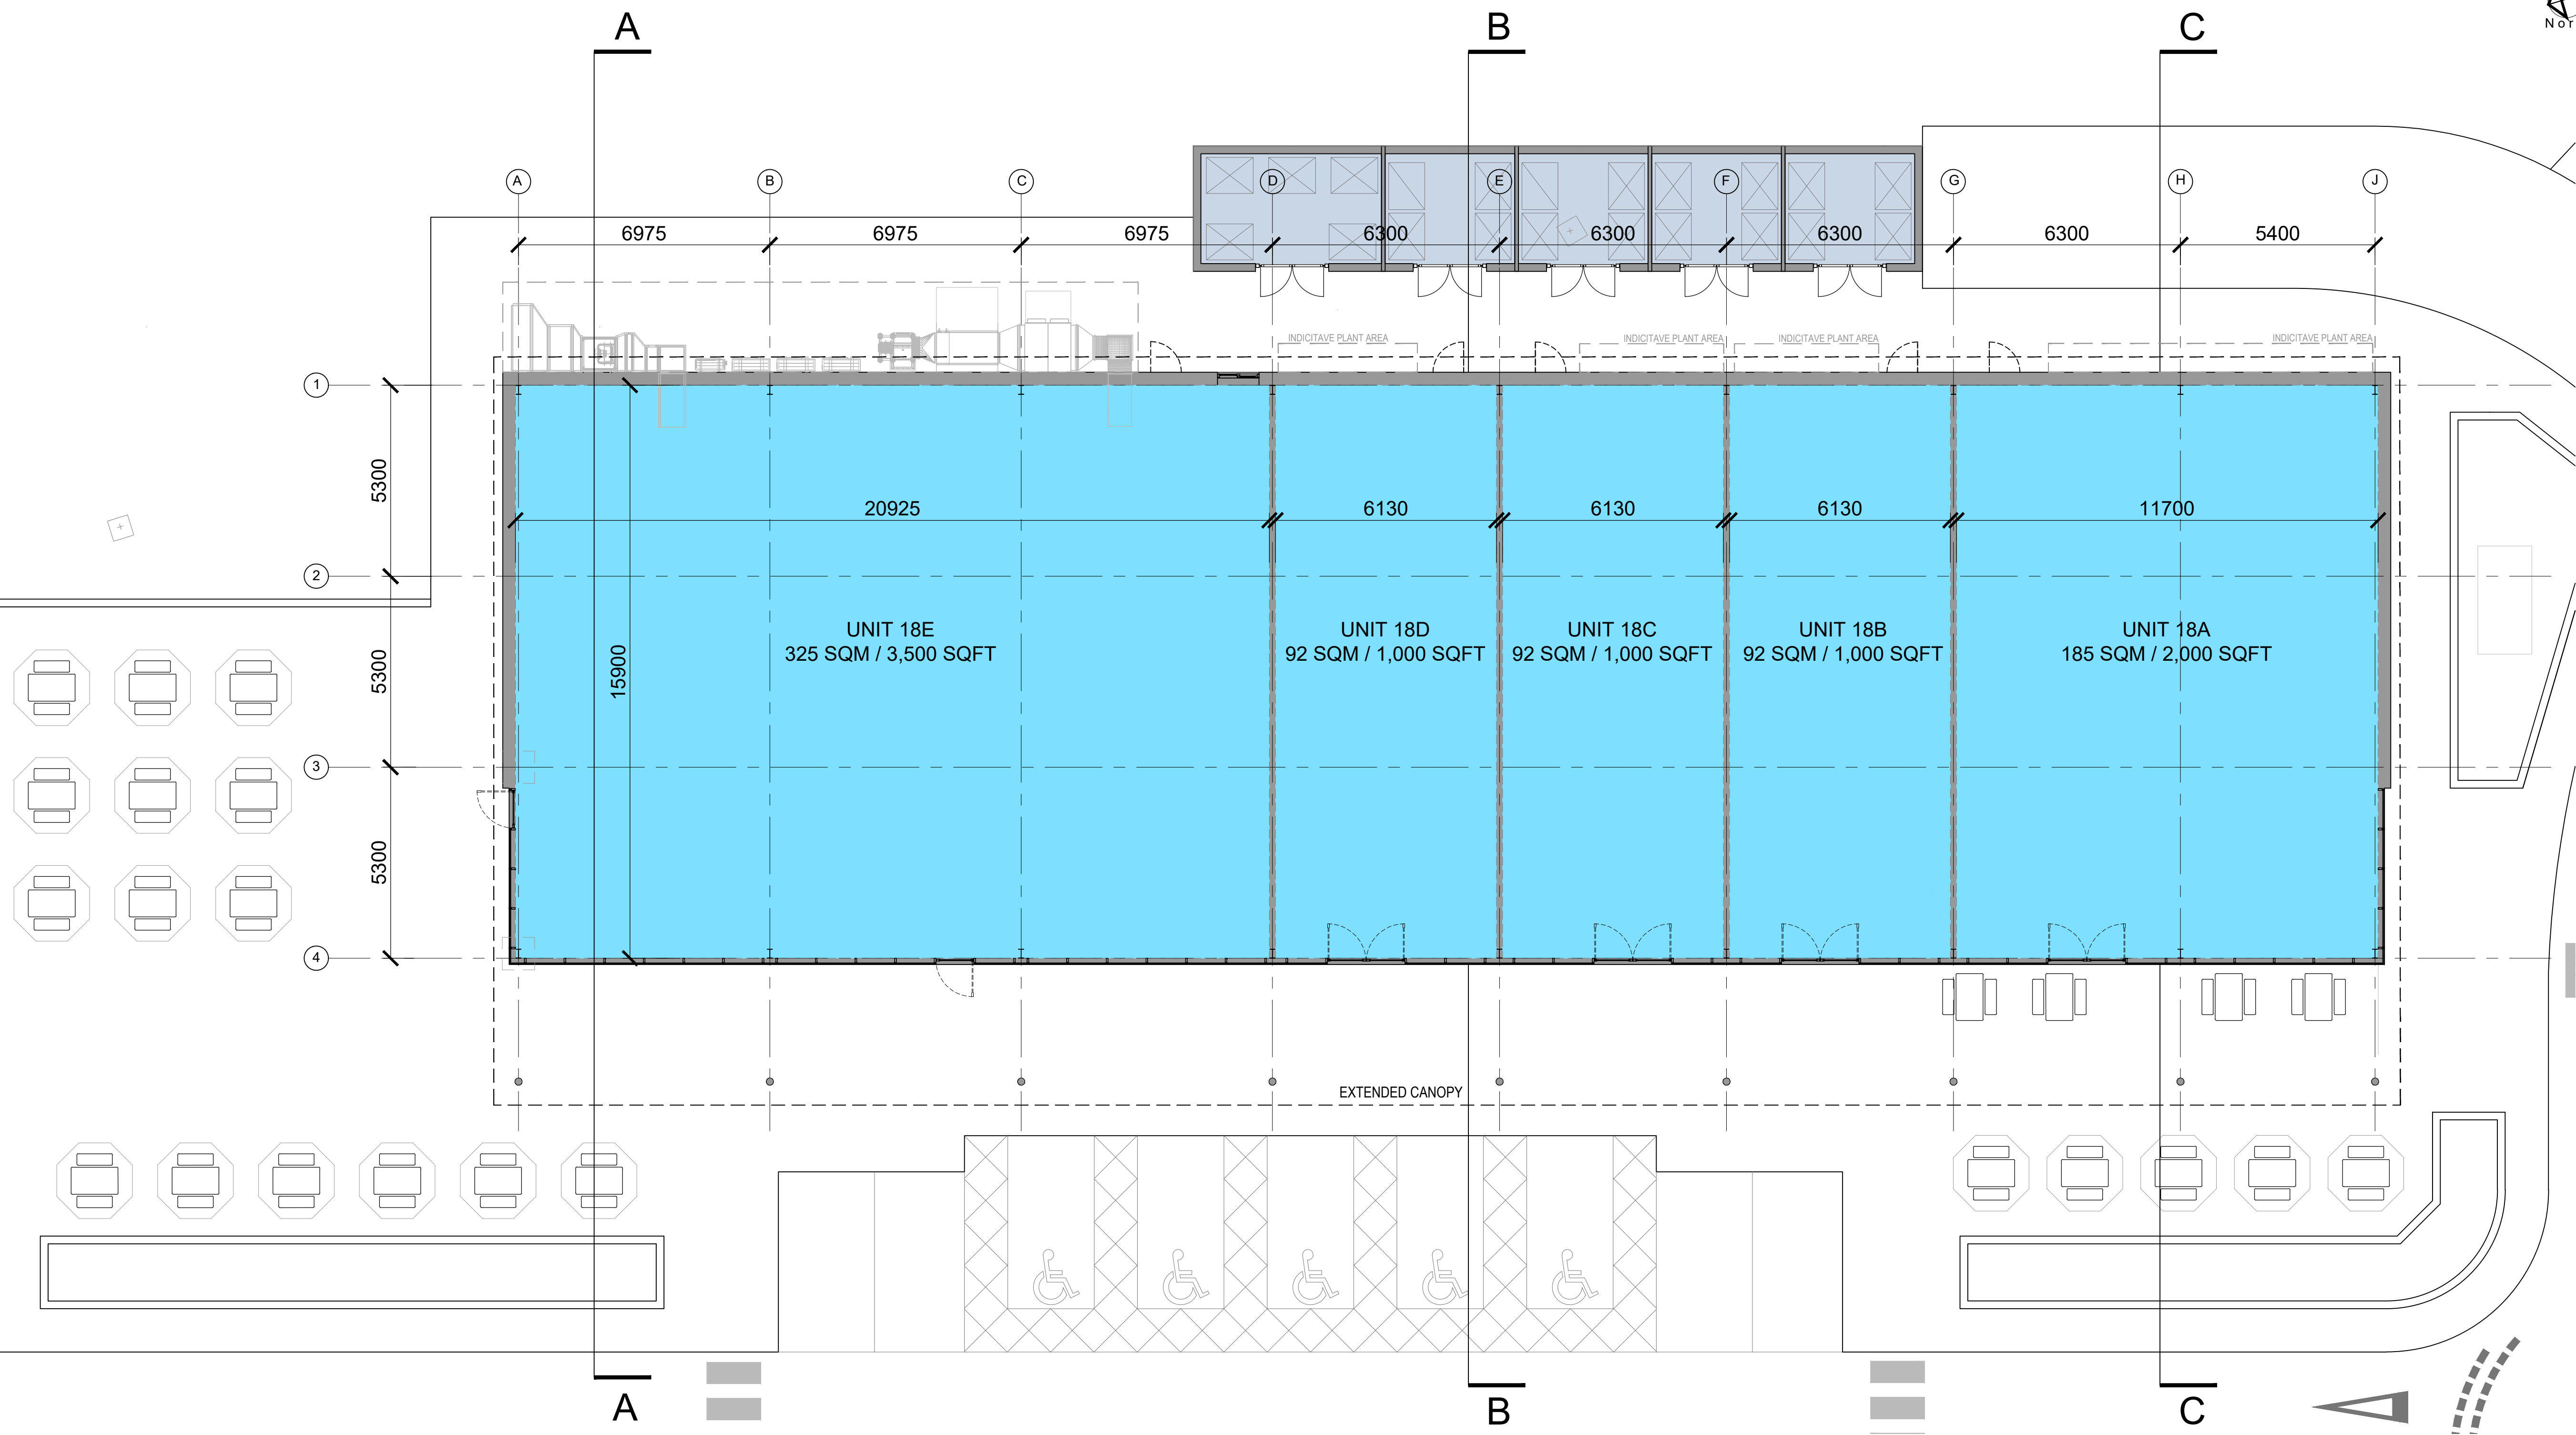 A
B
C
Nor
A
B
C
D
E
F
G
H
J
6975
6975
6975
6300
6300
6300
6300
5400
INDICITAVE PLANT AREA
INDICITAVE PLANT AREA
INDICITAVE PLANT AREA
INDICITAVE PLANT AREA
1
5300
20925
6130
6130
6130
11700
2
5300
15900
UNIT 18E
325 SQM / 3,500 SQFT
UNIT 18D
92 SQM / 1,000 SQFT
UNIT 18C
92 SQM / 1,000 SQFT
UNIT 18B
92 SQM / 1,000 SQFT
UNIT 18A
185 SQM / 2,000 SQFT
3
5300
4
EXTENDED CANOPY
A
B
C